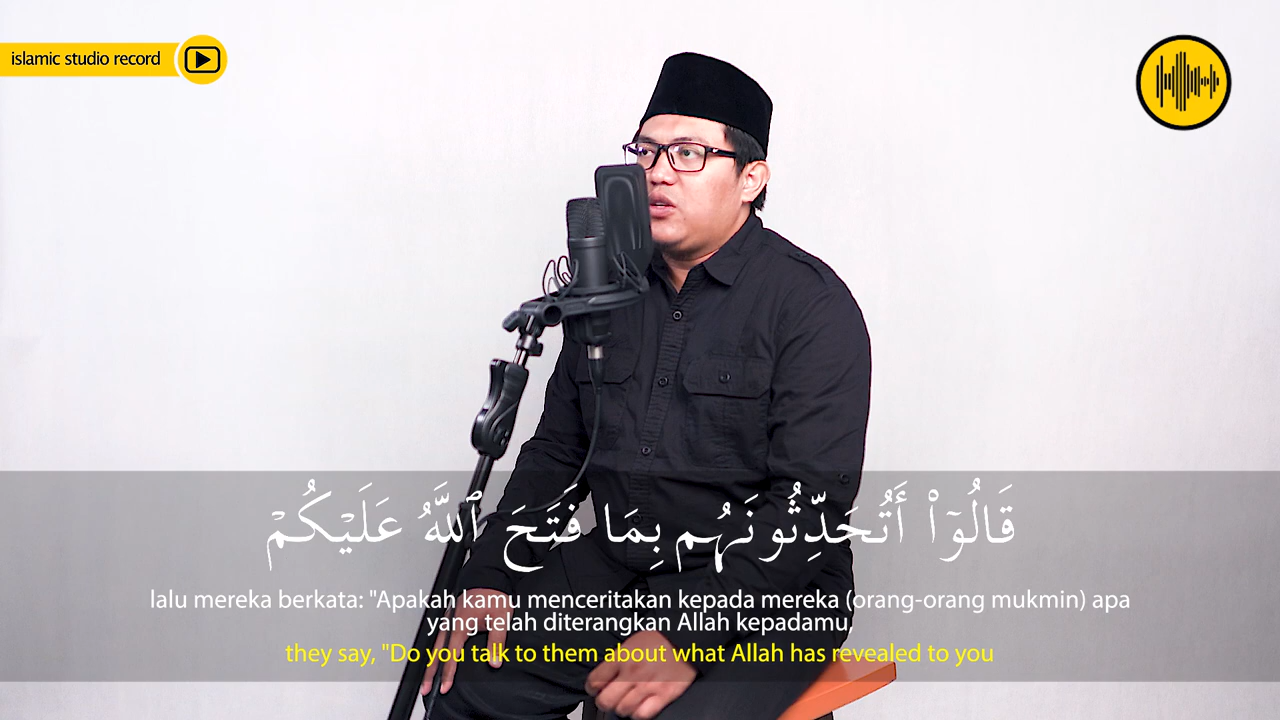 islamic studio record
قَالُوٓا۟ أَتُحَدِّثُونَهُم بِمَا فَتَحَ ٱللَّهُ عَلَيْكُمْ
lalu mereka berkata: "Apakah kamu menceritakan kepada mereka (orang-orang mukmin) apa
yang telah diterangkan Allah kepadamu,
they say, "Do you talk to them about what Allah has revealed to you